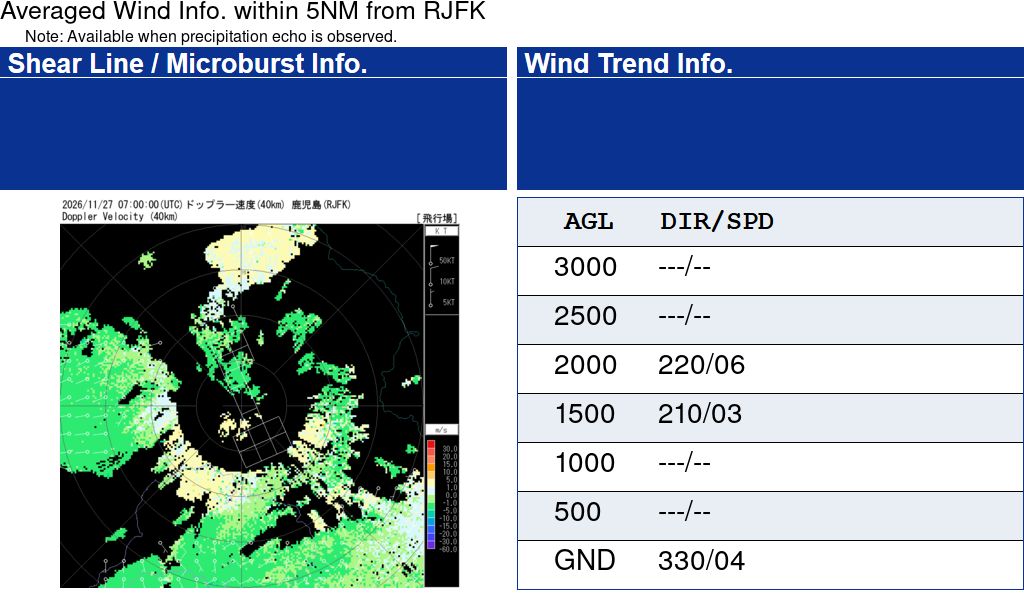 Averaged Wind Info. within 5NM from RJFK
Note: Available when precipitation echo is observed.
Shear Line / Microburst Info.
Wind Trend Info.
2026/11/27 07:00:00(UTC) ドップラー速度(40km) 鹿児島(RJFK)
Doppler Velocity (40km)
[飛行場]
KT
50KT
10KT
5KT
m/s
30.0
20.0
15.0
10.0
5.0
1.0
0.0
-1.0
-5.0
-10.0
-15.0
-20.0
-30.0
-60.0
AGL DIR/SPD
3000 ---/--
2500 ---/--
2000 220/06
1500 210/03
1000 ---/--
500 ---/--
GND 330/04